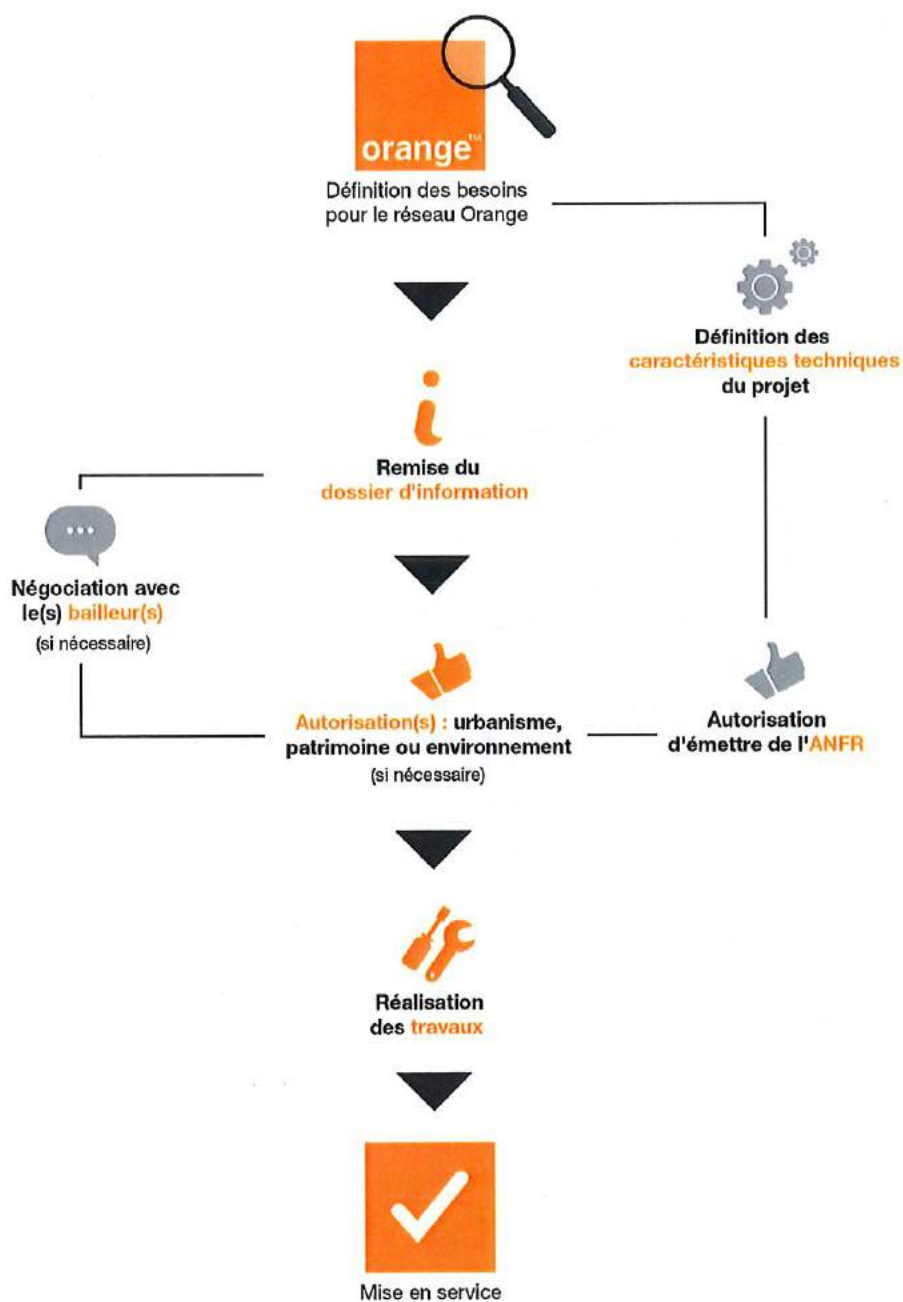 orange™
Définition des besoins
pour le réseau Orange
Définition des
caractéristiques techniques
du projet
Remise du
dossier d'information
Négociation avec
le(s) bailleur(s)
(si nécessaire)
Autorisation(s) : urbanisme,
patrimoine ou environnement
(si nécessaire)
Autorisation
d'émettre de l'ANFR
Réalisation
des travaux
Mise en service